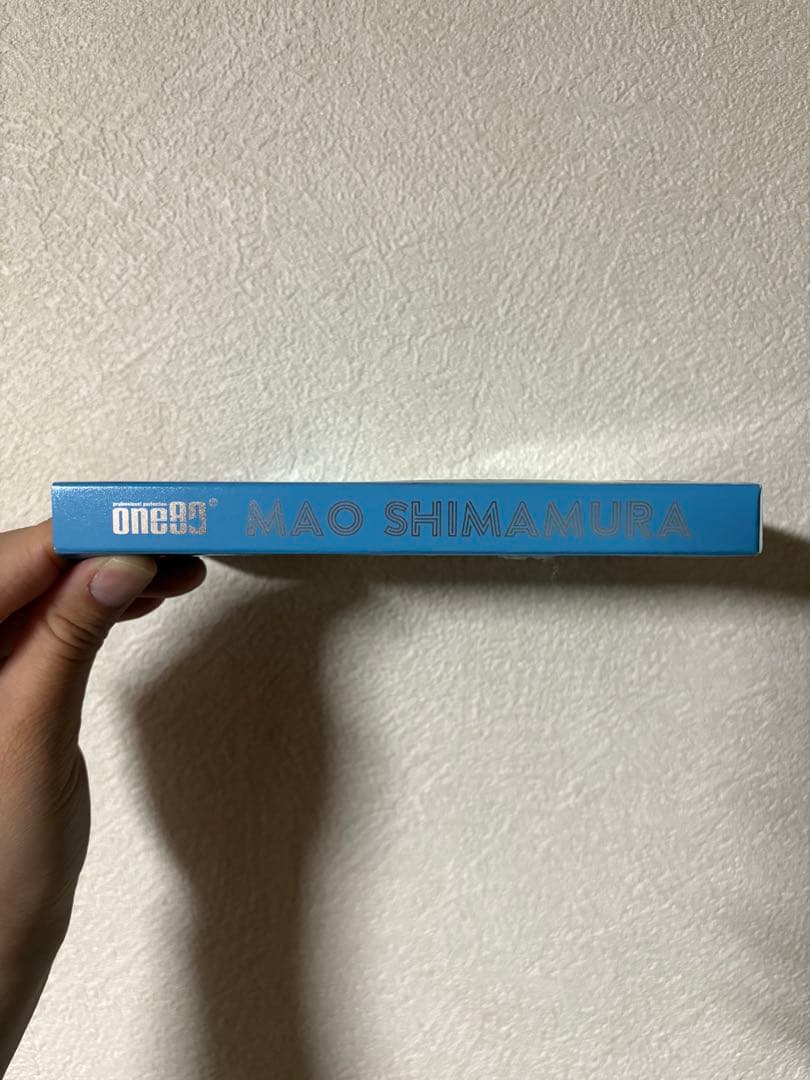 professional perfection
one80®
MAO SHIMAMURA